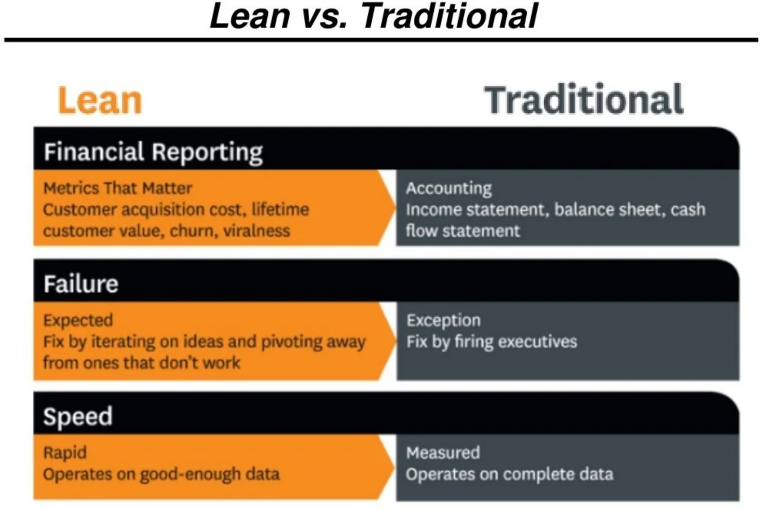 Lean vs. Traditional
Lean
Traditional
Financial Reporting
Metrics That Matter
Customer acquisition cost, lifetime
customer value, churn, viralness
Accounting
Income statement, balance sheet, cash
flow statement
Failure
Expected
Fix by iterating on ideas and pivoting away
from ones that don't work
Exception
Fix by firing executives
Speed
Rapid
Operates on good-enough data
Measured
Operates on complete data